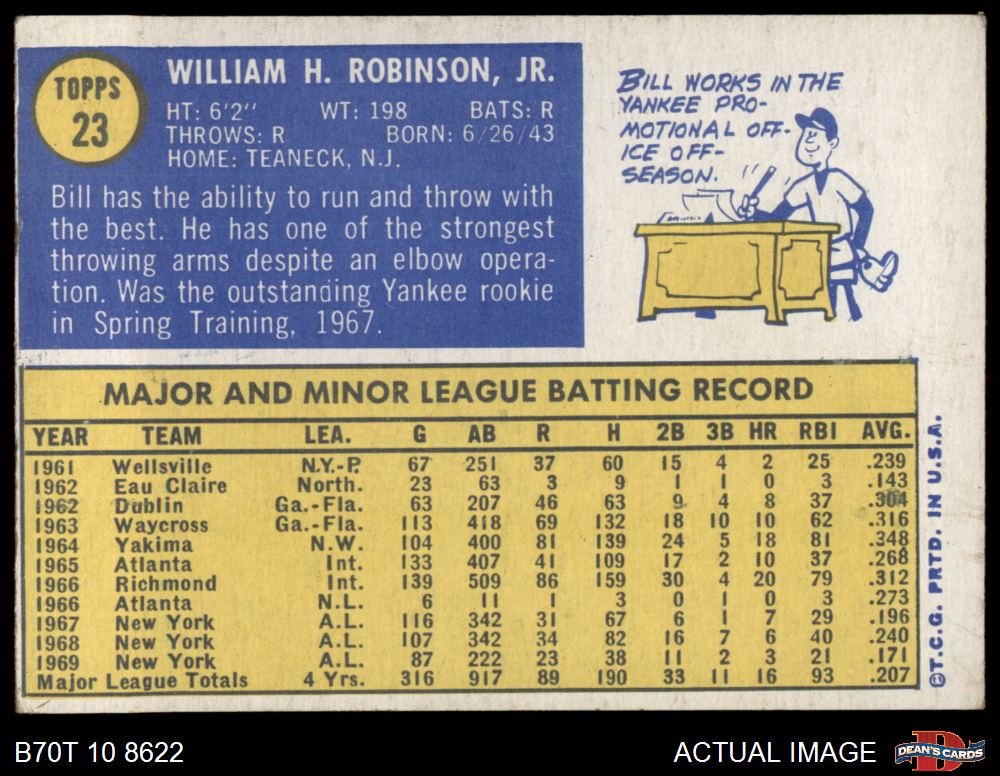 TOPPS
23
WILLIAM H. ROBINSON, JR.
HT: 6'2" WT: 198 BATS: R
THROWS: R BORN: 6/26/43
HOME: TEANECK, N.J.
Bill has the ability to run and throw with
the best. He has one of the strongest
throwing arms despite an elbow opera-
tion. Was the outstanding Yankee rookie
in Spring Training, 1967.
BILL WORKS IN THE
YANKEE PRO-
MOTIONAL OFF-
ICE OFF-
SEASON.
MAJOR AND MINOR LEAGUE BATTING RECORD
YEAR TEAM LEA. G AB R H 2B 3B HR RBI AVG.
1961 Wellsville N.Y.-P. 67 251 37 60 15 4 2 25 .239
1962 Eau Claire North. 23 63 3 9 1 1 0 3 .143
1962 Dublin Ga.-Fla. 63 207 46 63 9 4 8 37 .304
1963 Waycross Ga.-Fla. 113 418 69 132 18 10 10 62 .316
1964 Yakima N.W. 104 400 81 139 24 5 18 81 .348
1965 Atlanta Int. 133 407 41 109 17 2 10 37 .268
1966 Richmond Int. 139 509 86 159 30 4 20 79 .312
1966 Atlanta N.L. 6 11 1 3 0 1 0 3 .273
1967 New York A.L. 116 342 31 67 6 1 7 29 .196
1968 New York A.L. 107 342 34 82 16 7 6 40 .240
1969 New York A.L. 87 222 23 38 11 2 3 21 .171
Major League Totals 4 Yrs. 316 917 89 190 33 11 16 93 .207
©T.C.G. PRTD. IN U.S.A.
B70T 10 8622
ACTUAL IMAGE
DEAN'S CARDS